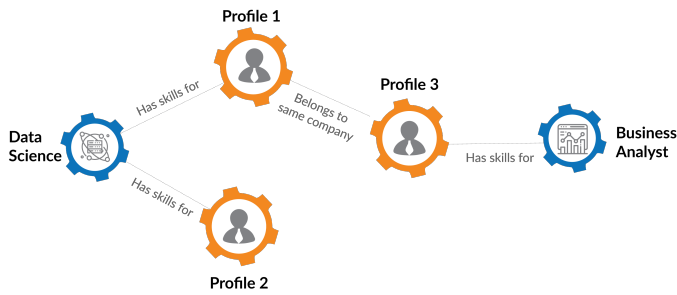 Profile 1
Has skills for
Belongs to
same company
Profile 3
Data
Science
Has skills for
Business
Analyst
Has skills for
Profile 2